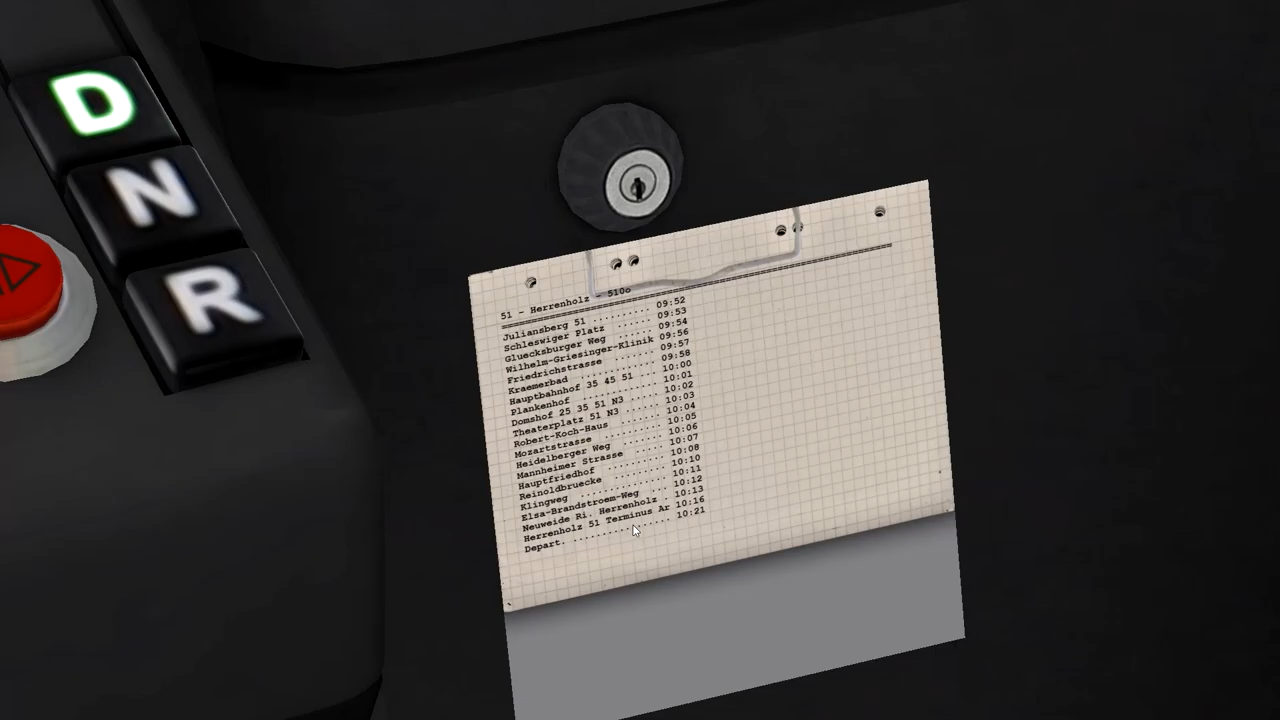 D
N
R
51 - Herrenholz - 510o
Juliansberg 51 .......... 09:52
Schleswiger Platz ...... 09:53
Gluecksburger Weg ...... 09:54
Wilhelm-Griesinger-Klinik 09:56
Friedrichstrasse ....... 09:57
Kraemerbad ............. 09:58
Hauptbahnhof 35 45 51 ... 10:00
Plankenhof ............. 10:01
Domshof 25 35 51 N3 .... 10:02
Theaterplatz 51 N3 ..... 10:03
Robert-Koch-Haus ....... 10:04
Mozartstrasse .......... 10:05
Heidelberger Weg ....... 10:06
Mannheimer Strasse ..... 10:07
Hauptfriedhof .......... 10:08
Reinoldbruecke ......... 10:10
Klingweg ............... 10:11
Elsa-Brandstroem-Weg .... 10:12
Neuweide Ri. Herrenholz . 10:13
Herrenholz 51 Terminus Ar 10:16
Depart. ................ 10:21